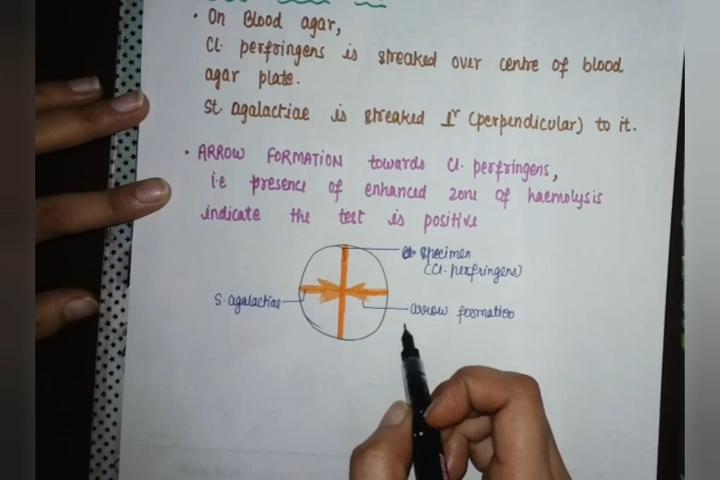 • On Blood agar,
Cl. perfringens is streaked over centre of blood
agar plate.
St. agalactiae is streaked ⊥r (perpendicular) to it.
• ARROW FORMATION towards Cl. perfringens,
i.e presence of enhanced zone of haemolysis
indicate the test is positive
specimen
(Cl. perfringens)
S. agalactiae
arrow formation